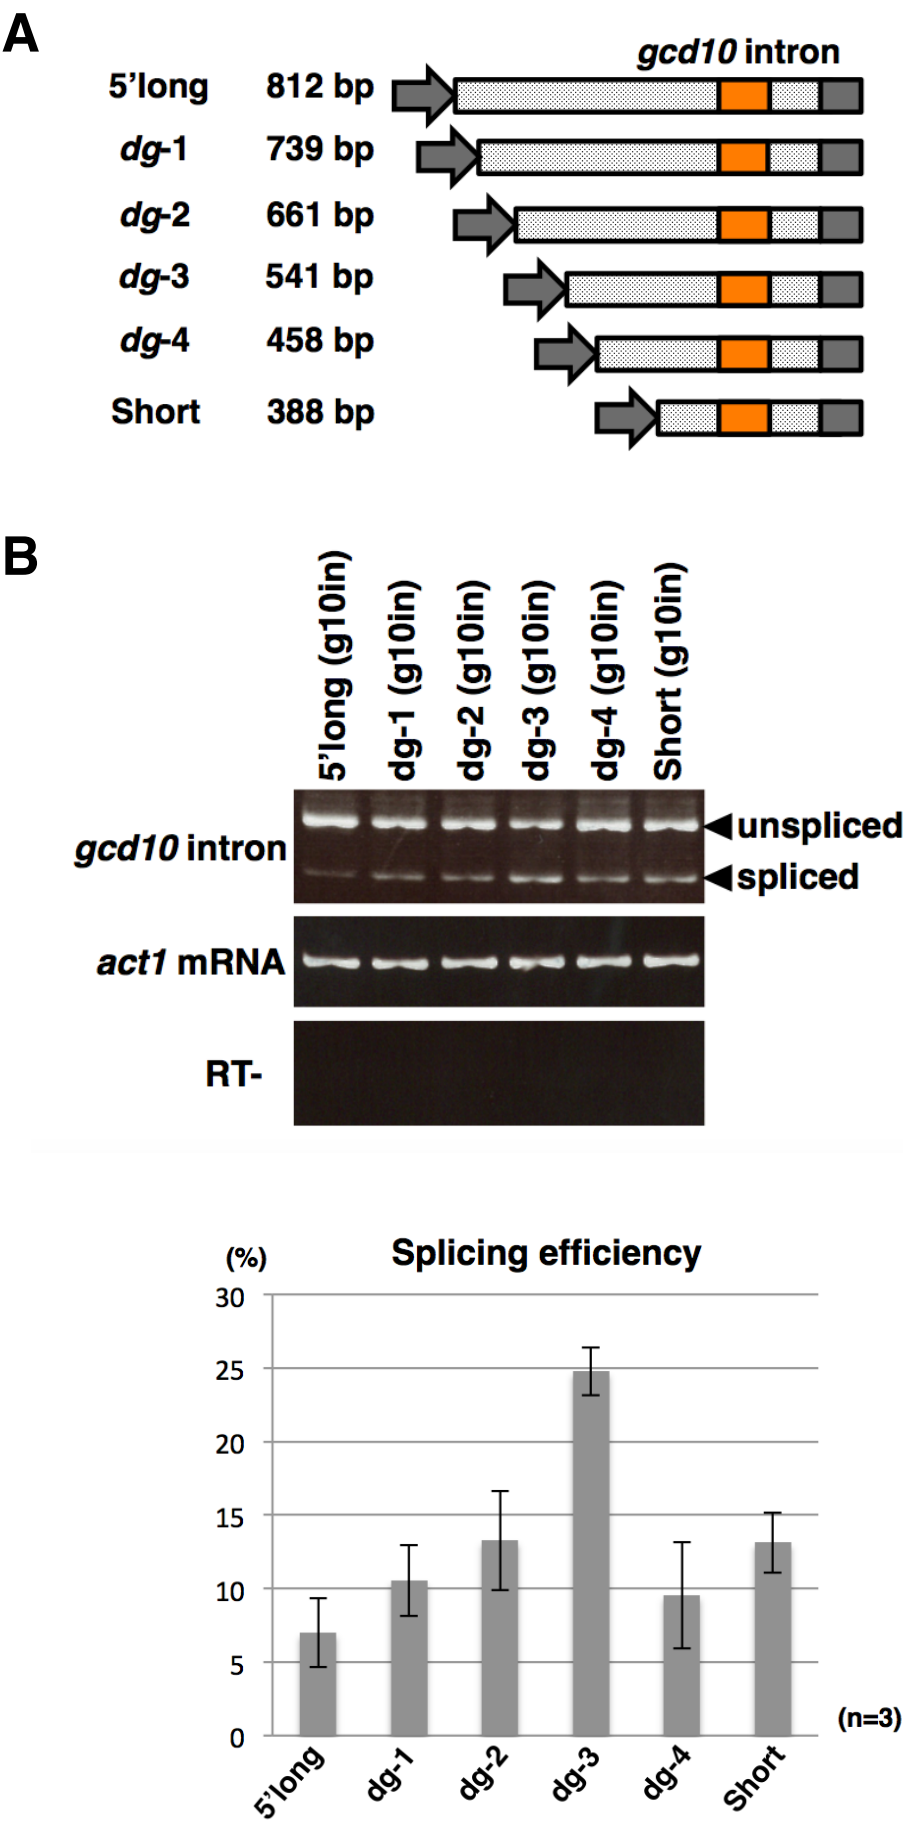 A
gcd10 intron
5’long 812 bp
dg-1 739 bp
dg-2 661 bp
dg-3 541 bp
dg-4 458 bp
Short 388 bp
B
5’long (g10in)
dg-1 (g10in)
dg-2 (g10in)
dg-3 (g10in)
dg-4 (g10in)
Short (g10in)
gcd10 intron
unspliced
spliced
act1 mRNA
RT-
(%)
Splicing efficiency
30
25
20
15
10
5
0
(n=3)
5’long
dg-1
dg-2
dg-3
dg-4
Short